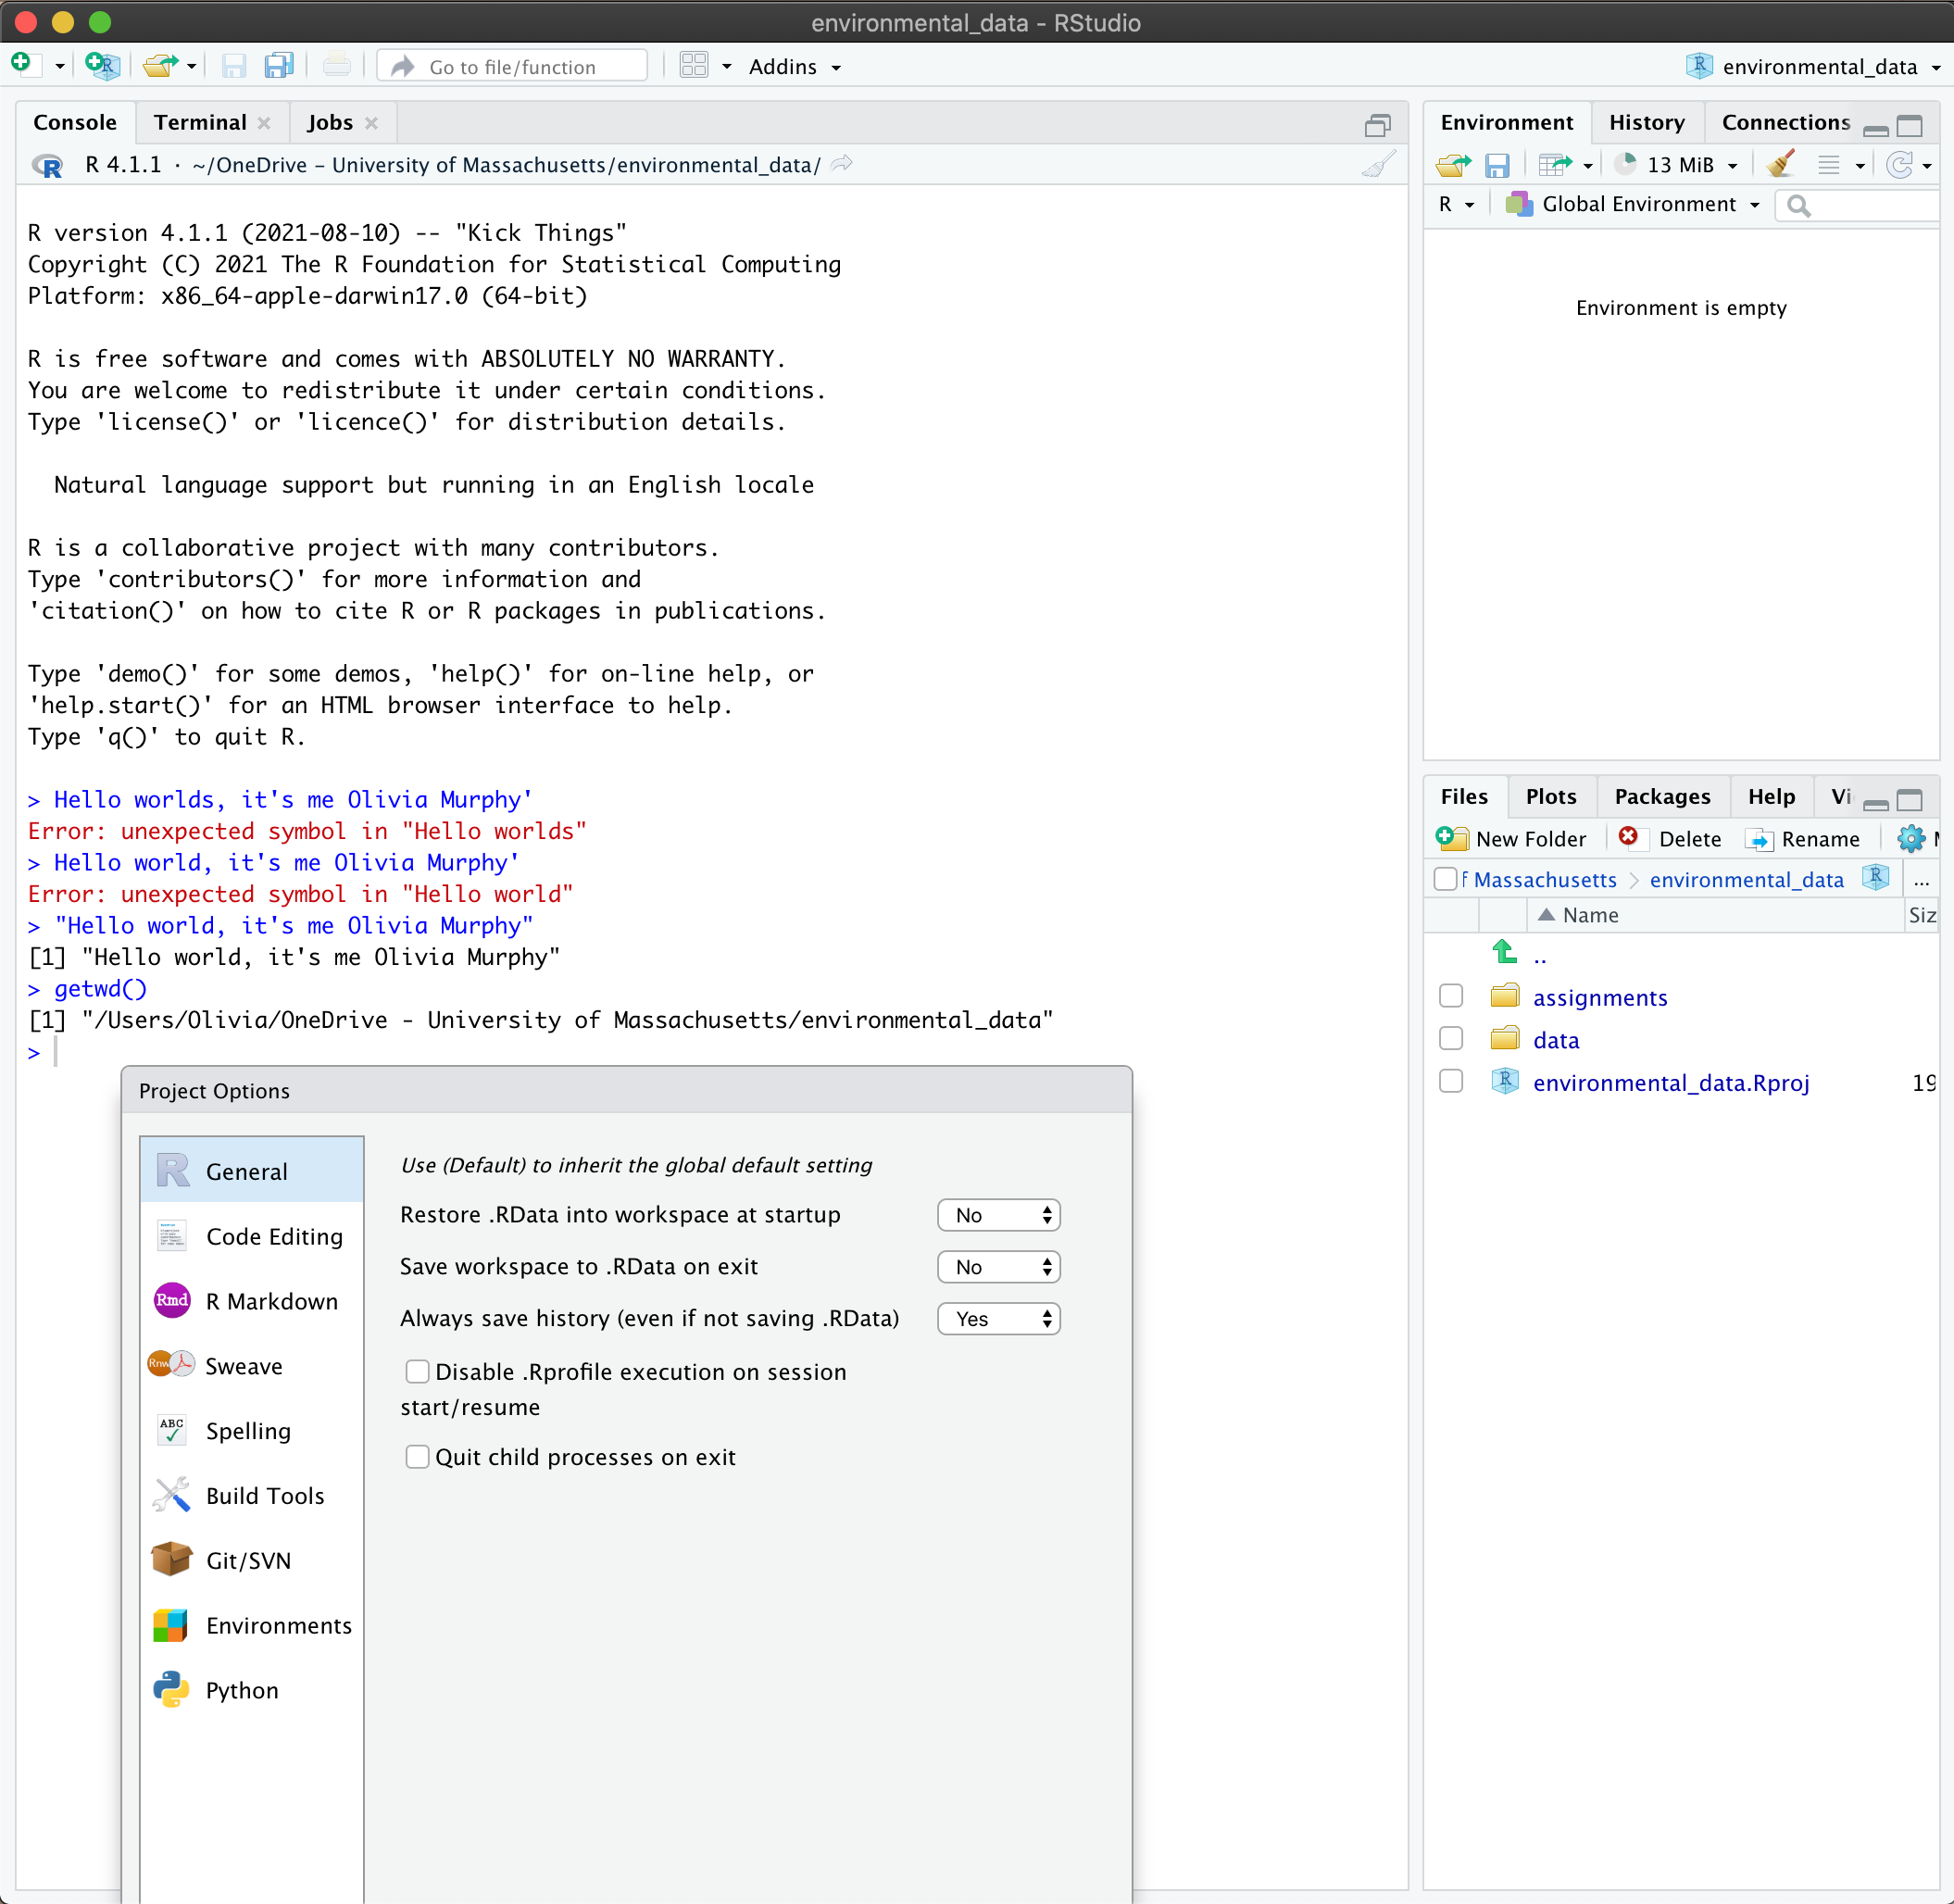 environmental_data - RStudio
Go to file/function
Addins
environmental_data
Console Terminal Jobs
R 4.1.1 · ~/OneDrive – University of Massachusetts/environmental_data/
R version 4.1.1 (2021-08-10) -- "Kick Things"
Copyright (C) 2021 The R Foundation for Statistical Computing
Platform: x86_64-apple-darwin17.0 (64-bit)
R is free software and comes with ABSOLUTELY NO WARRANTY.
You are welcome to redistribute it under certain conditions.
Type 'license()' or 'licence()' for distribution details.
Natural language support but running in an English locale
R is a collaborative project with many contributors.
Type 'contributors()' for more information and
'citation()' on how to cite R or R packages in publications.
Type 'demo()' for some demos, 'help()' for on-line help, or
'help.start()' for an HTML browser interface to help.
Type 'q()' to quit R.
> Hello worlds, it's me Olivia Murphy'
Error: unexpected symbol in "Hello worlds"
> Hello world, it's me Olivia Murphy'
Error: unexpected symbol in "Hello world"
> "Hello world, it's me Olivia Murphy"
[1] "Hello world, it's me Olivia Murphy"
> getwd()
[1] "/Users/Olivia/OneDrive - University of Massachusetts/environmental_data"
>
Project Options
General
Code Editing
Rmd R Markdown
Rnw Sweave
ABC Spelling
Build Tools
Git/SVN
Environments
Python
Use (Default) to inherit the global default setting
Restore .RData into workspace at startup No
Save workspace to .RData on exit No
Always save history (even if not saving .RData) Yes
Disable .Rprofile execution on session
start/resume
Quit child processes on exit
Environment History Connections
13 MiB
R Global Environment
Environment is empty
Files Plots Packages Help Vi
New Folder Delete Rename
f Massachusetts environmental_data ...
Name Siz
..
assignments
data
environmental_data.Rproj 19